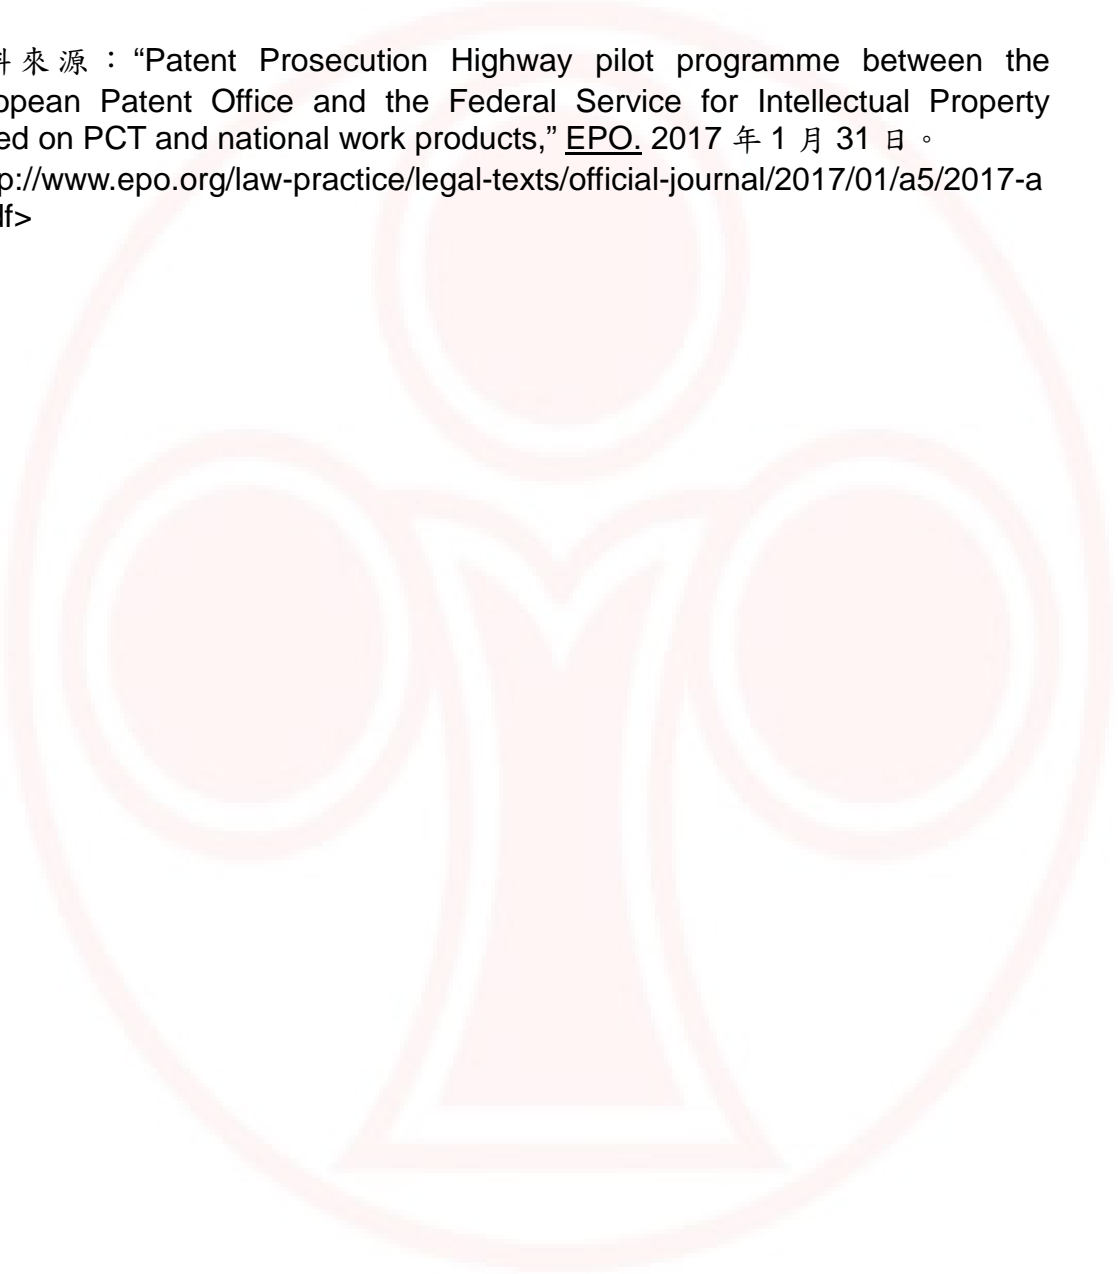 料來源：“Patent Prosecution Highway pilot programme between the
opean Patent Office and the Federal Service for Intellectual Property
ed on PCT and national work products,” EPO. 2017 年 1 月 31 日。
p://www.epo.org/law-practice/legal-texts/official-journal/2017/01/a5/2017-a
df>